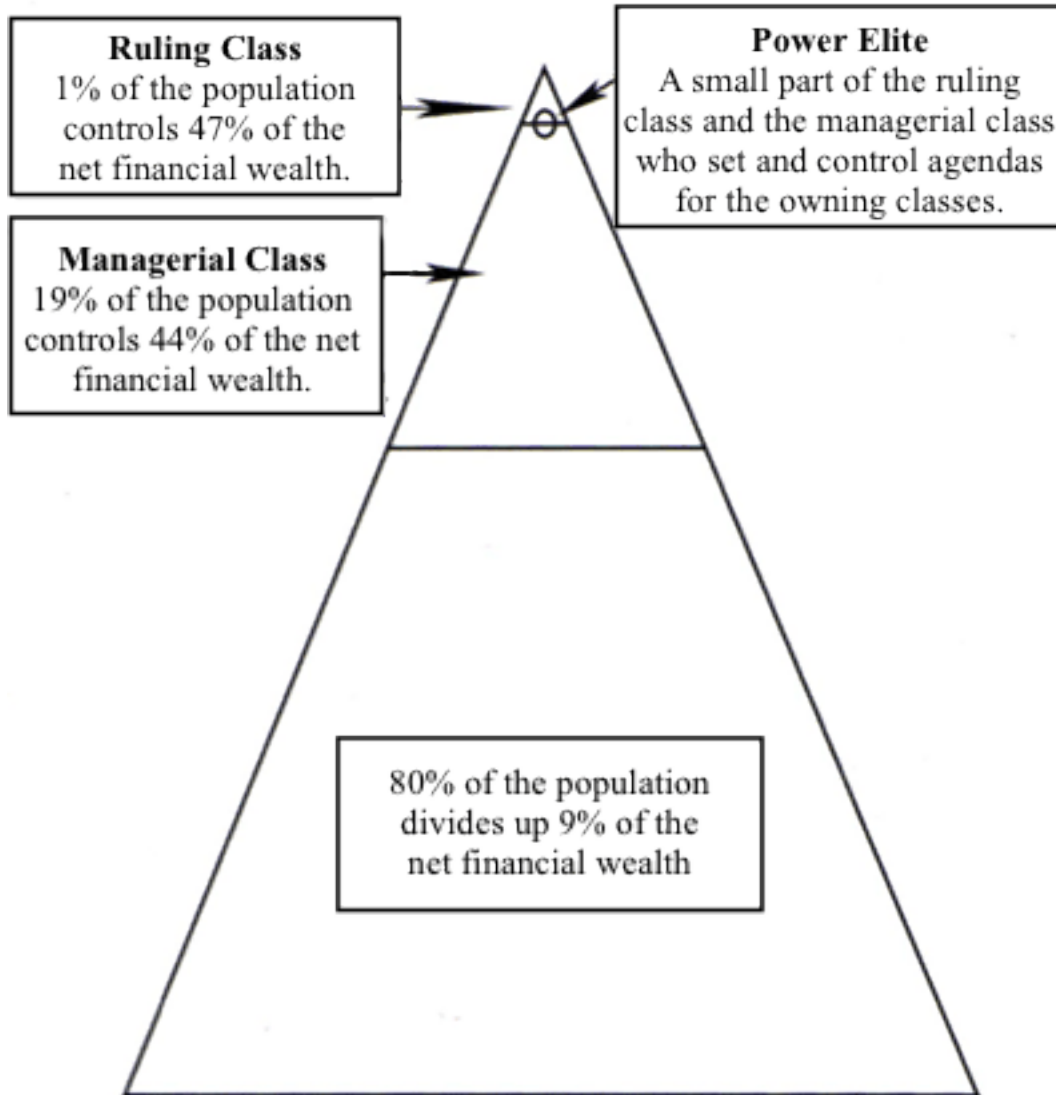 Ruling Class
1% of the population
controls 47% of the
net financial wealth.
Power Elite
A small part of the ruling
class and the managerial class
who set and control agendas
for the owning classes.
Managerial Class
19% of the population
controls 44% of the net
financial wealth.
80% of the population
divides up 9% of the
net financial wealth